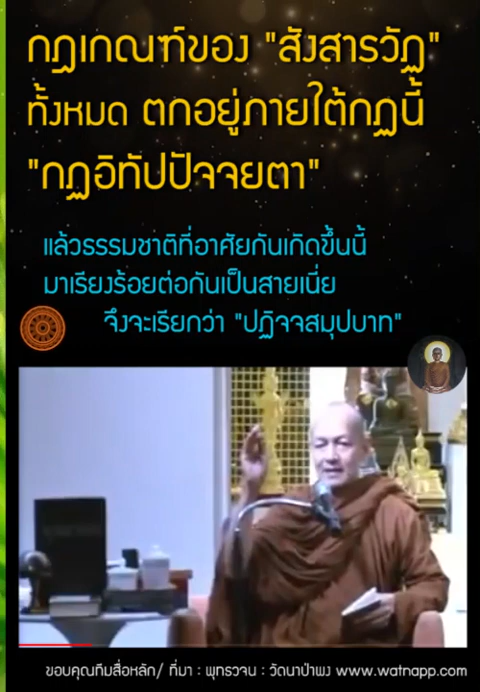 กฎเกณฑ์ของ "สังสารวัฏ"
ทั้งหมด ตกอยู่ภายใต้กฎนี้
"กฎอิทัปปัจจยตา"
แล้วธรรมชาติที่อาศัยกันเกิดขึ้นนี้
มาเรียงร้อยต่อกันเป็นสายเนี่ย
จึงจะเรียกว่า "ปฏิจจสมุปบาท"
ขอบคุณทีมสื่อหลัก/ ที่มา : พุทธวจน : วัดนาป่าพง www.watnapp.com